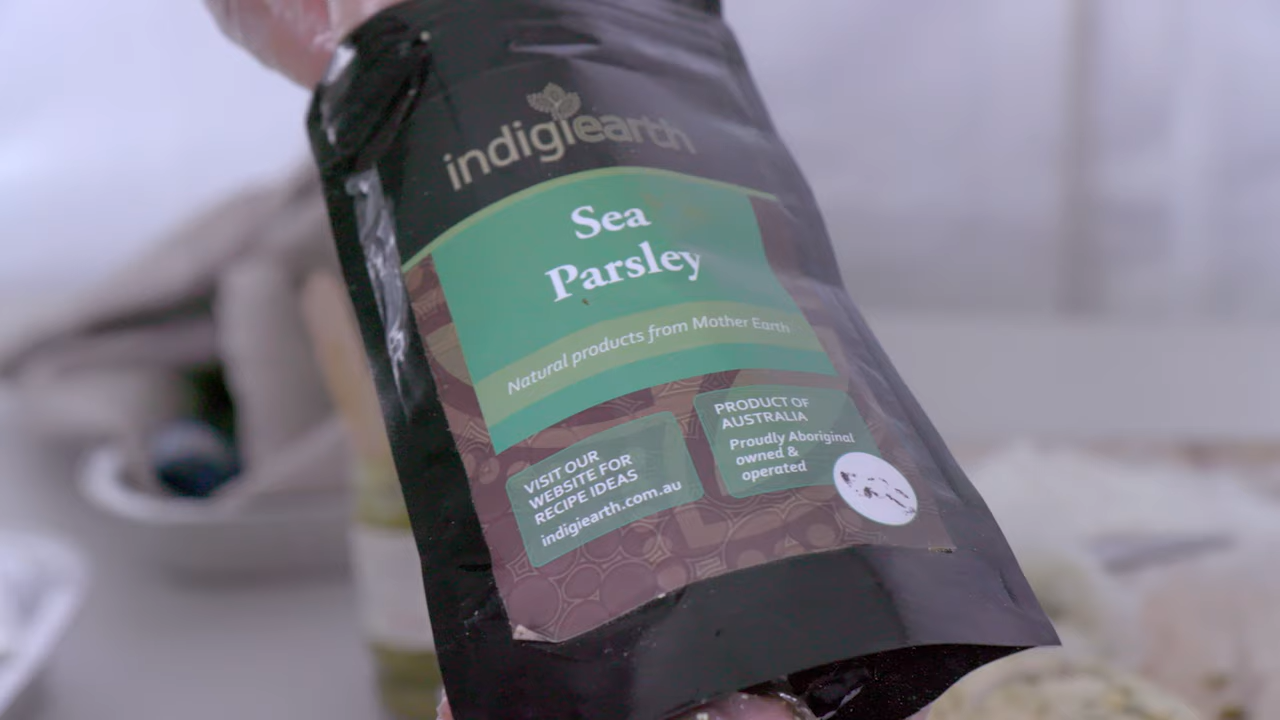 indigiearth
Sea
Parsley
Natural products from Mother Earth
VISIT OUR
WEBSITE FOR
RECIPE IDEAS
indigiearth.com.au
PRODUCT OF
AUSTRALIA
Proudly Aboriginal
owned &
operated